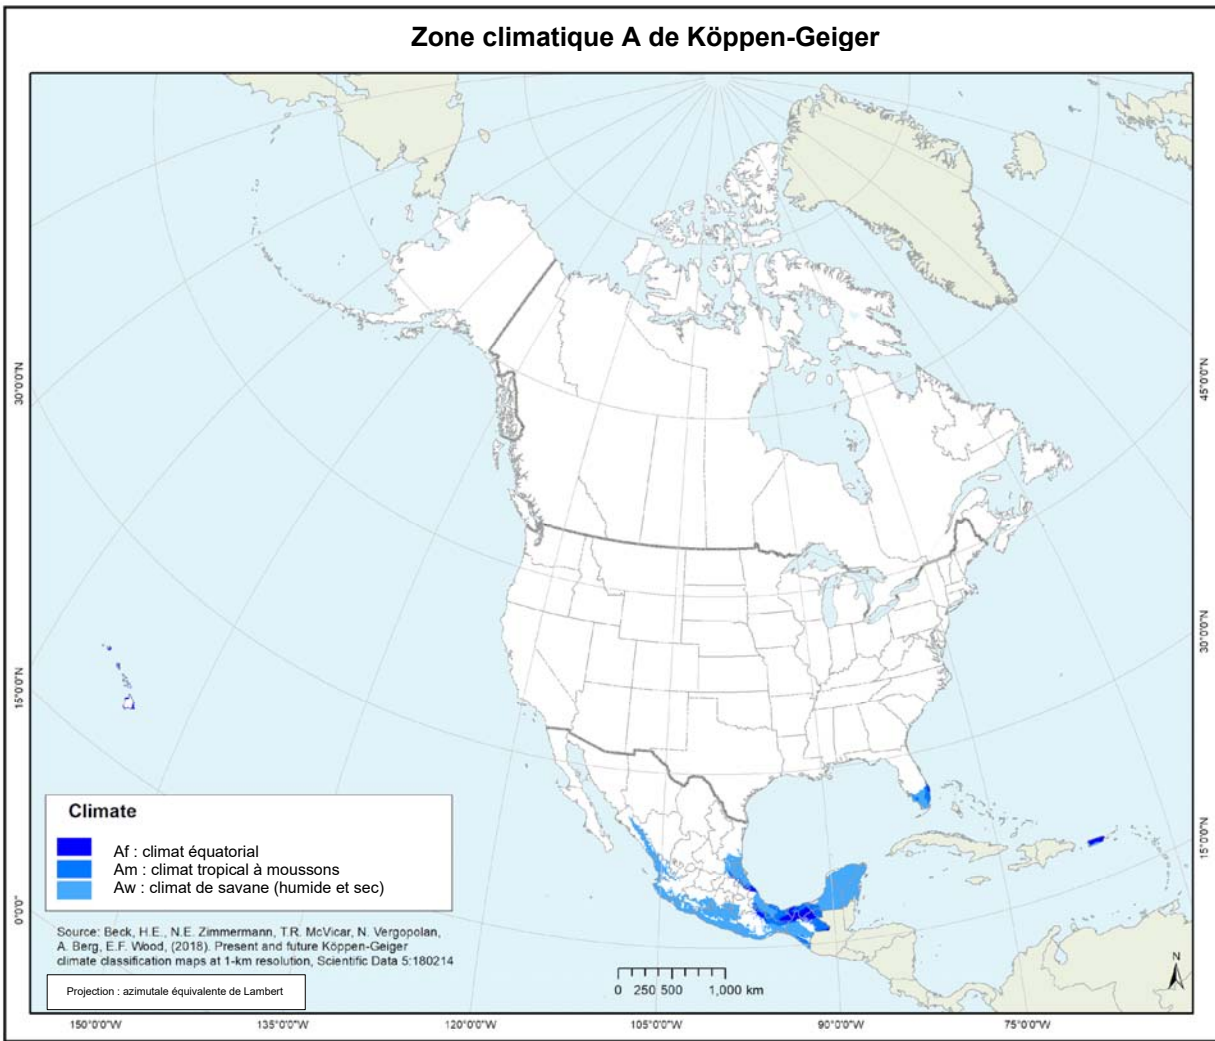 Zone climatique A de Köppen-Geiger
30°0'0"N
15°0'0"N
0°0'0"
45°0'0"N
30°0'0"N
15°0'0"N
Climate
Af : climat équatorial
Am : climat tropical à moussons
Aw : climat de savane (humide et sec)
Source: Beck, H.E., N.E. Zimmermann, T.R. McVicar, N. Vergopolan,
A. Berg, E.F. Wood, (2018). Present and future Köppen-Geiger
climate classification maps at 1-km resolution, Scientific Data 5:180214
Projection : azimutale équivalente de Lambert
0 250 500 1,000 km
N
150°0'0"W 135°0'0"W 120°0'0"W 105°0'0"W 90°0'0"W 75°0'0"W